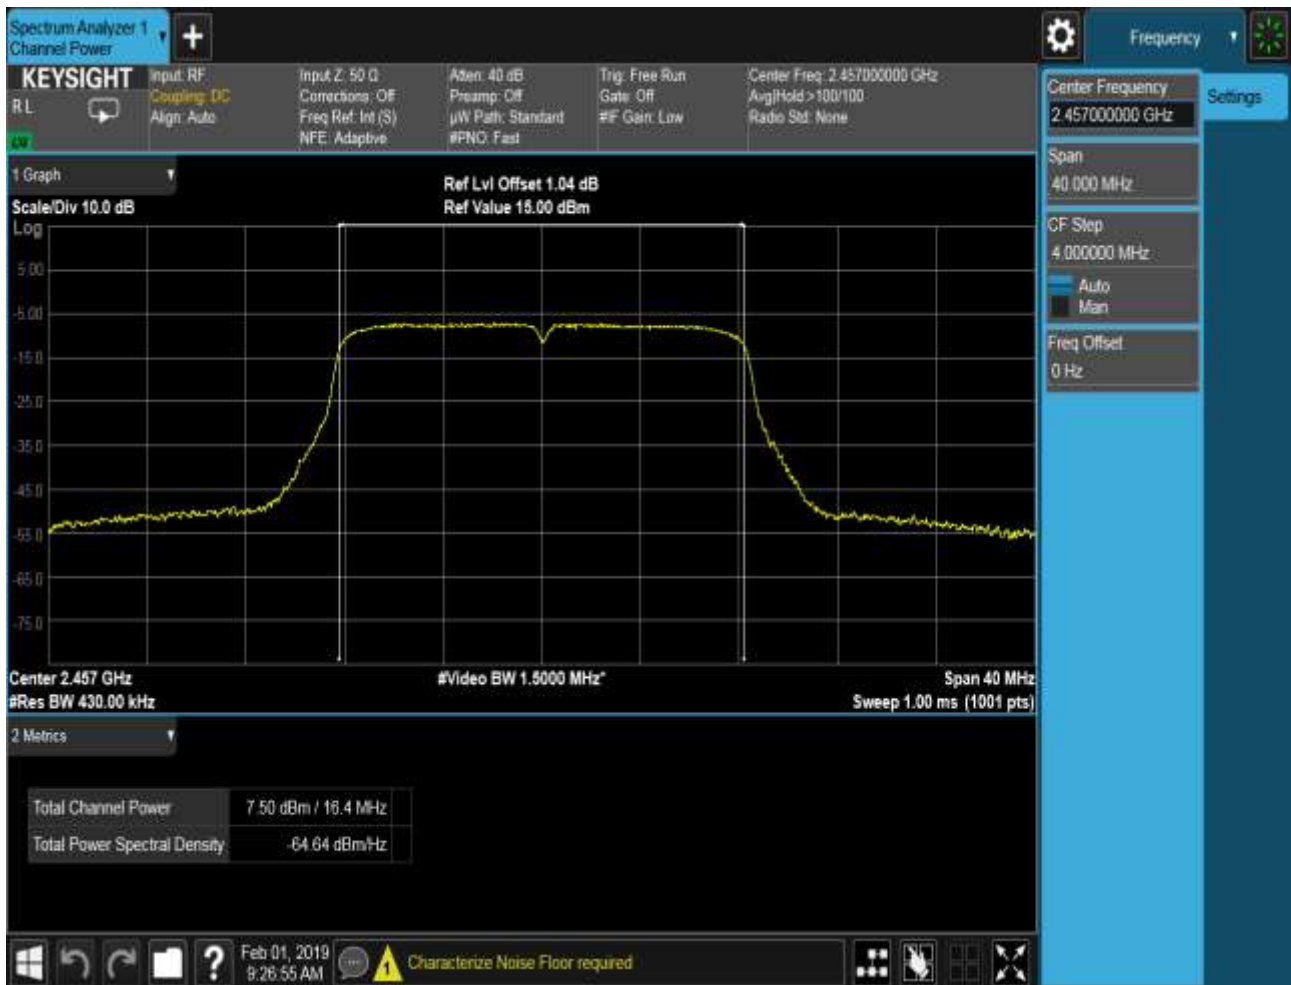 Spectrum Analyzer 1
Channel Power
Frequency
KEYSIGHT
R L
Input: RF
Coupling: DC
Align: Auto
Input Z: 50 Ω
Corrections: Off
Freq Ref: Int (S)
NFE: Adaptive
Atten: 40 dB
Preamp: Off
µW Path: Standard
#PNO: Fast
Trig: Free Run
Gate: Off
#IF Gain: Low
Center Freq: 2.457000000 GHz
Avg|Hold:>100/100
Radio Std: None
Center Frequency
2.457000000 GHz
Settings
Span
40.000 MHz
CF Step
4.000000 MHz
Auto
Man
Freq Offset
0 Hz
1 Graph
Scale/Div 10.0 dB
Ref Lvl Offset 1.04 dB
Ref Value 15.00 dBm
Log
5.00
-5.00
-15.0
-25.0
-35.0
-45.0
-55.0
-65.0
-75.0
Center 2.457 GHz
#Res BW 430.00 kHz
#Video BW 1.5000 MHz*
Span 40 MHz
Sweep 1.00 ms (1001 pts)
2 Metrics
Total Channel Power
7.50 dBm / 16.4 MHz
Total Power Spectral Density
-64.64 dBm/Hz
?
Feb 01, 2019
9:26:55 AM
1
Characterize Noise Floor required